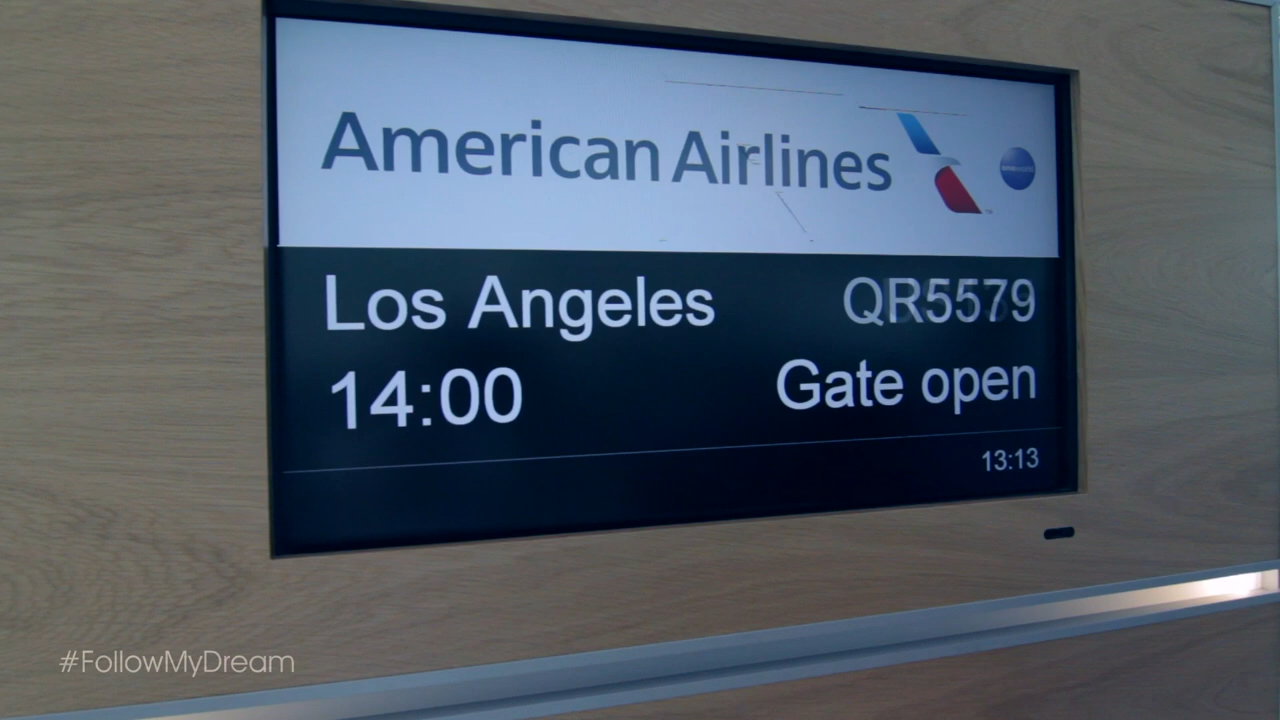 American Airlines
Los Angeles QR5579
14:00 Gate open
13:13
#FollowMyDream